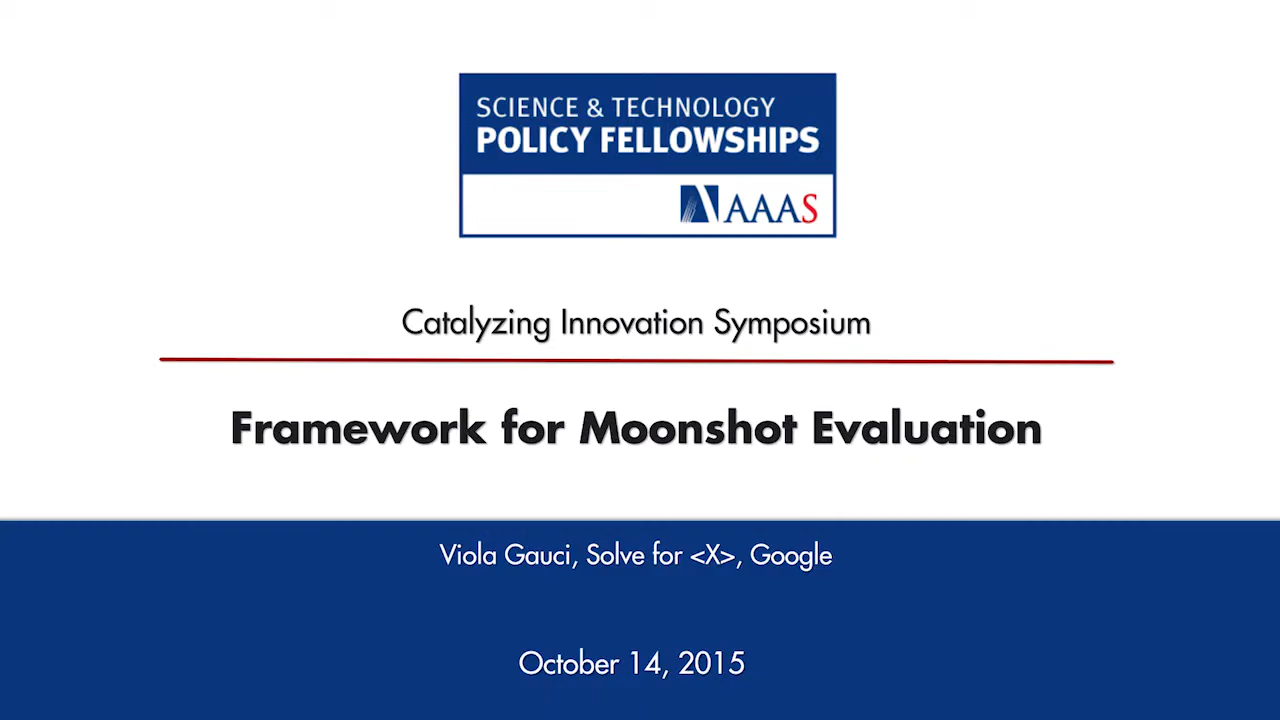 SCIENCE & TECHNOLOGY
POLICY FELLOWSHIPS
AAAS
Catalyzing Innovation Symposium
Framework for Moonshot Evaluation
Viola Gauci, Solve for <X>, Google
October 14, 2015